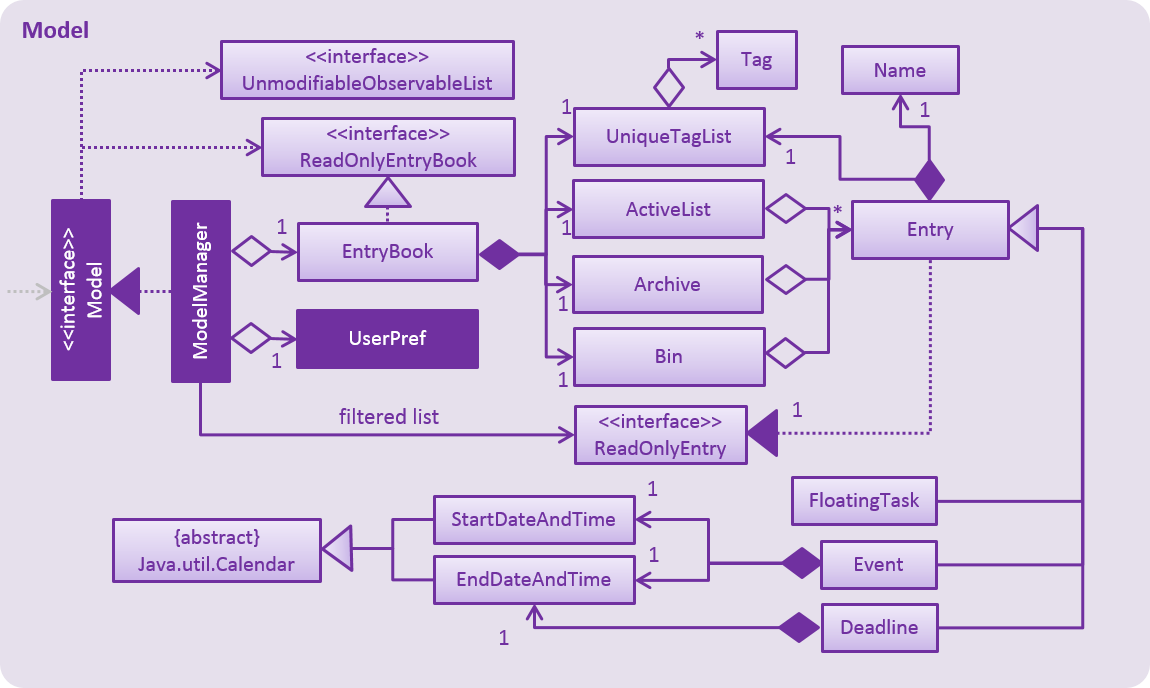 Model
<<interface>>
UnmodifiableObservableList
<<interface>>
ReadOnlyEntryBook
<<interface>>
Model
ModelManager
1
EntryBook
1
UserPref
filtered list
*
Tag
Name
1
1
UniqueTagList
1
ActiveList
1
*
Entry
Archive
1
Bin
1
<<interface>>
ReadOnlyEntry
1
FloatingTask
1
StartDateAndTime
{abstract}
Java.util.Calendar
1
EndDateAndTime
Event
1
Deadline